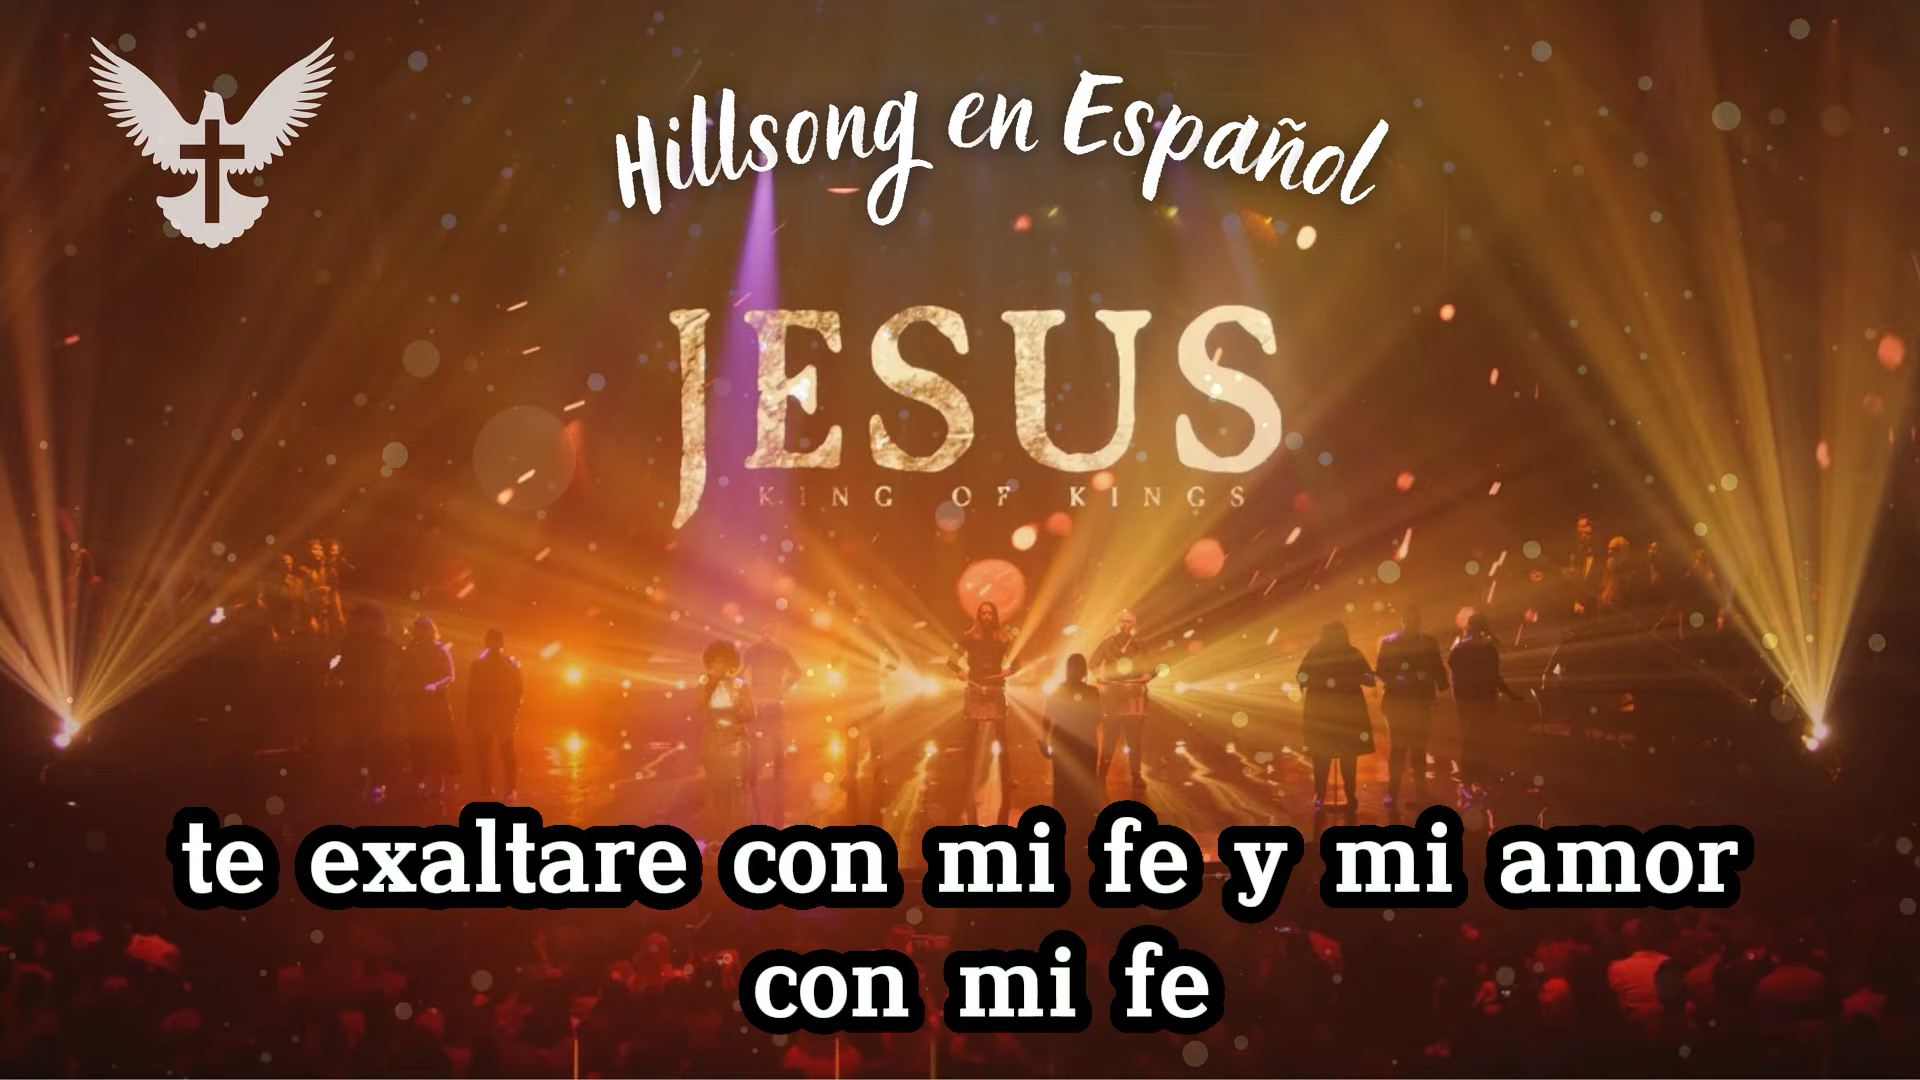 Hillsong en Español
JESUS
KING OF KINGS
te exaltare con mi fe y mi amor
con mi fe